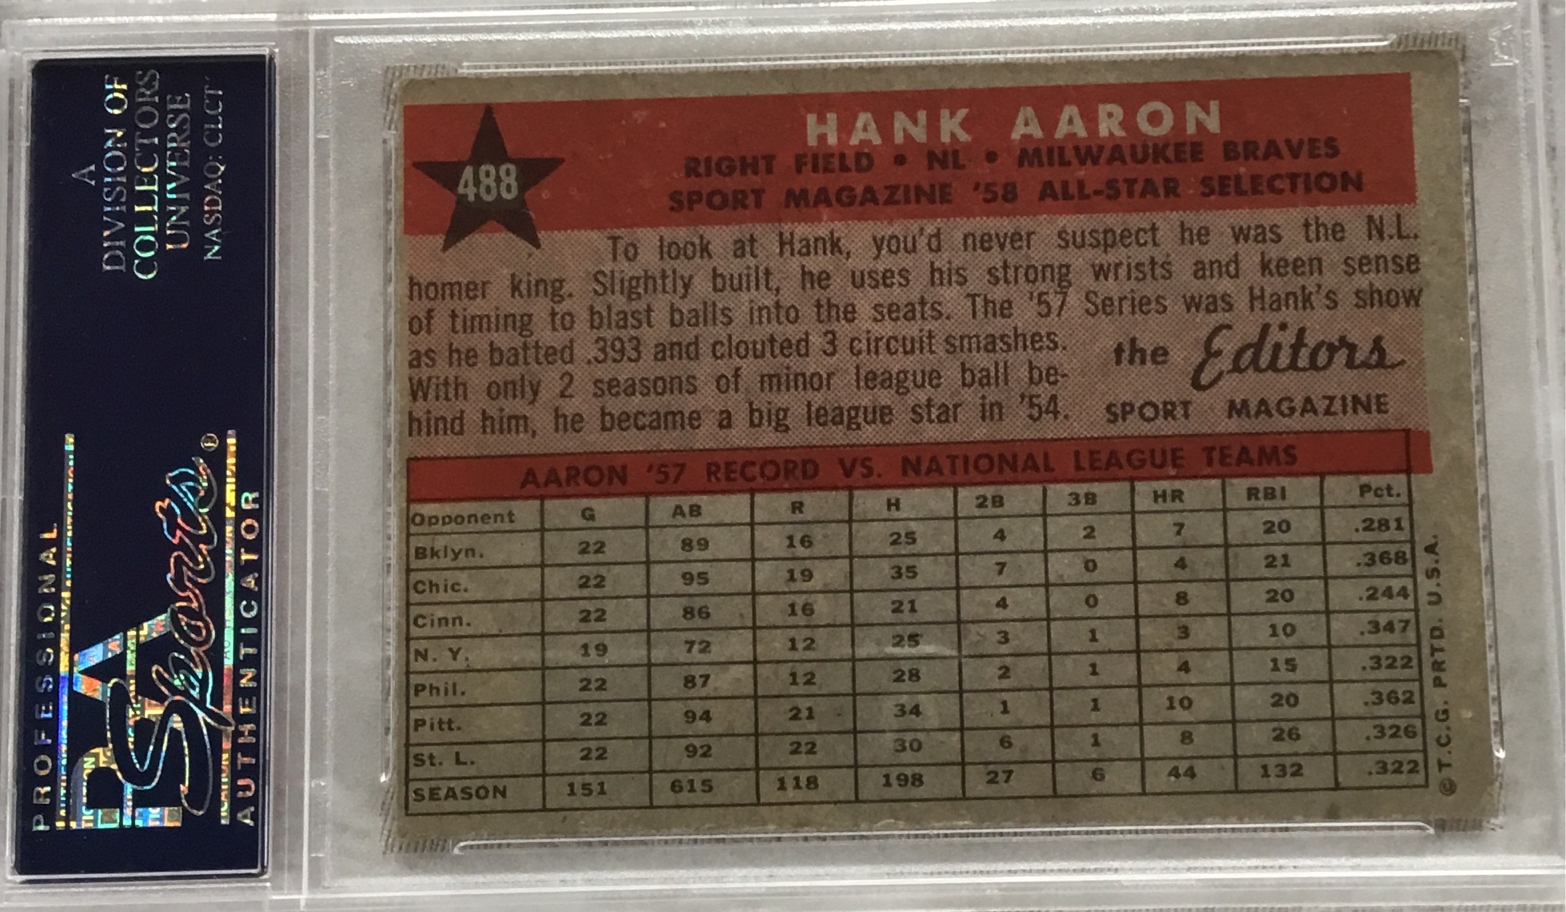 A
DIVISION OF
COLLECTORS
UNIVERSE
NASDAQ: CLCT
PROFESSIONAL
PSA
Sports®
AUTHENTICATOR
488
HANK AARON
RIGHT FIELD • NL • MILWAUKEE BRAVES
SPORT MAGAZINE '58 ALL-STAR SELECTION
To look at Hank, you'd never suspect he was the N.L.
homer king. Slightly built, he uses his strong wrists and keen sense
of timing to blast balls into the seats. The '57 Series was Hank's show
as he batted .393 and clouted 3 circuit smashes.
With only 2 seasons of minor league ball be-
hind him, he became a big league star in '54.
the Editors
SPORT MAGAZINE
AARON '57 RECORD VS. NATIONAL LEAGUE TEAMS
Opponent G AB R H 2B 3B HR RBI Pct.
Bklyn. 22 89 16 25 4 2 7 20 .281
Chic. 22 95 19 35 7 0 4 21 .368
Cinn. 22 86 16 21 4 0 8 20 .244
N. Y. 19 72 12 25 3 1 3 10 .347
Phil. 22 87 12 28 2 1 4 15 .322
Pitt. 22 94 21 34 1 1 10 20 .362
St. L. 22 92 22 30 6 1 8 26 .326
SEASON 151 615 118 198 27 6 44 132 .322
© T.C.G. PRTD. U.S.A.